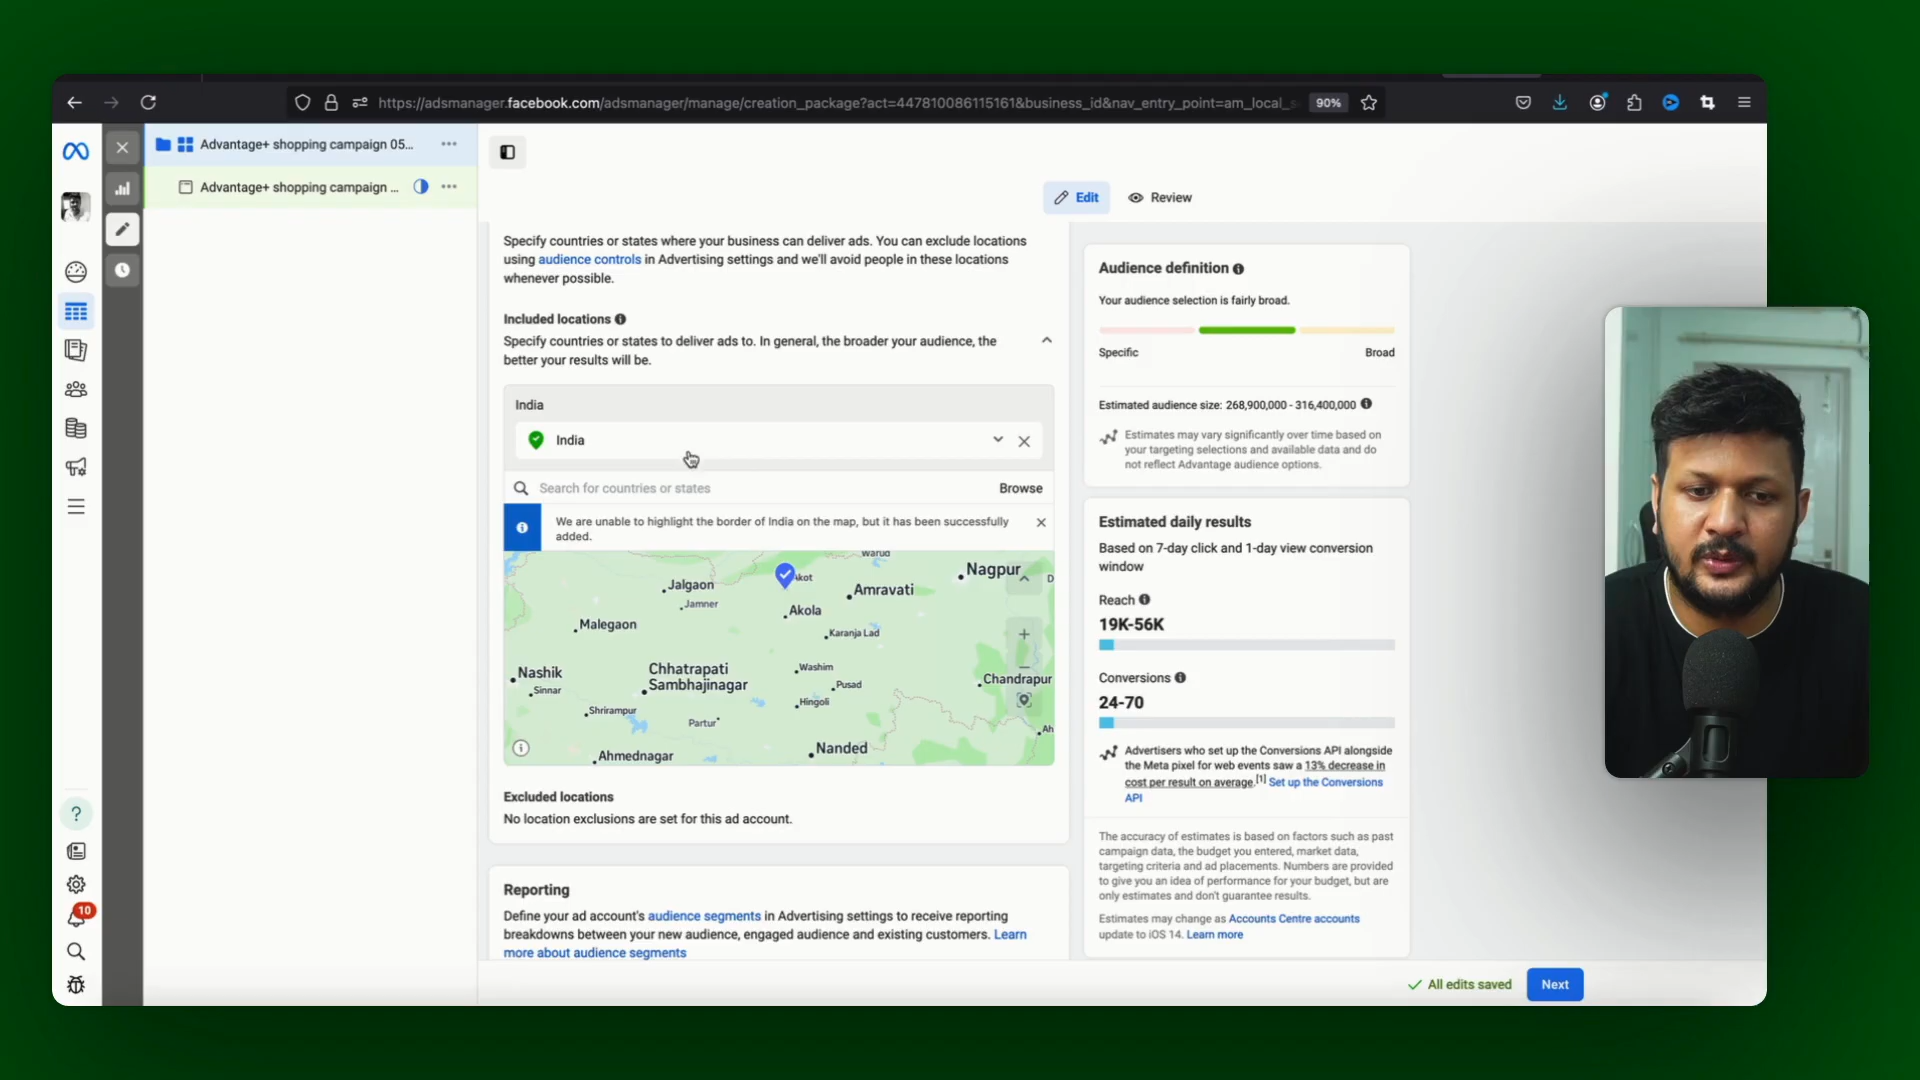 https://adsmanager.facebook.com/adsmanager/manage/creation_package?act=447810086115161&business_id&nav_entry_point=am_local_s
90%
Advantage+ shopping campaign 05...
Advantage+ shopping campaign ...
Edit
Review
Specify countries or states where your business can deliver ads. You can exclude locations
using audience controls in Advertising settings and we'll avoid people in these locations
whenever possible.
Included locations
Specify countries or states to deliver ads to. In general, the broader your audience, the
better your results will be.
India
India
Search for countries or states
Browse
We are unable to highlight the border of India on the map, but it has been successfully
added.
Warud
Nagpur
D
Akot
Jalgaon
Amravati
Jamner
Akola
Malegaon
Karanja Lad
Nashik
Chhatrapati
Sambhajinagar
Washim
Chandrapur
Sinnar
Pusad
Hingoli
Shrirampur
Partur
Ah
Ahmednagar
Nanded
Excluded locations
No location exclusions are set for this ad account.
Reporting
Define your ad account's audience segments in Advertising settings to receive reporting
breakdowns between your new audience, engaged audience and existing customers. Learn
more about audience segments
Audience definition
Your audience selection is fairly broad.
Specific
Broad
Estimated audience size: 268,900,000 - 316,400,000
Estimates may vary significantly over time based on
your targeting selections and available data and do
not reflect Advantage audience options.
Estimated daily results
Based on 7-day click and 1-day view conversion
window
Reach
19K-56K
Conversions
24-70
Advertisers who set up the Conversions API alongside
the Meta pixel for web events saw a 13% decrease in
cost per result on average.[1] Set up the Conversions
API
The accuracy of estimates is based on factors such as past
campaign data, the budget you entered, market data,
targeting criteria and ad placements. Numbers are provided
to give you an idea of performance for your budget, but are
only estimates and don't guarantee results.
Estimates may change as Accounts Centre accounts
update to iOS 14. Learn more
10
All edits saved
Next